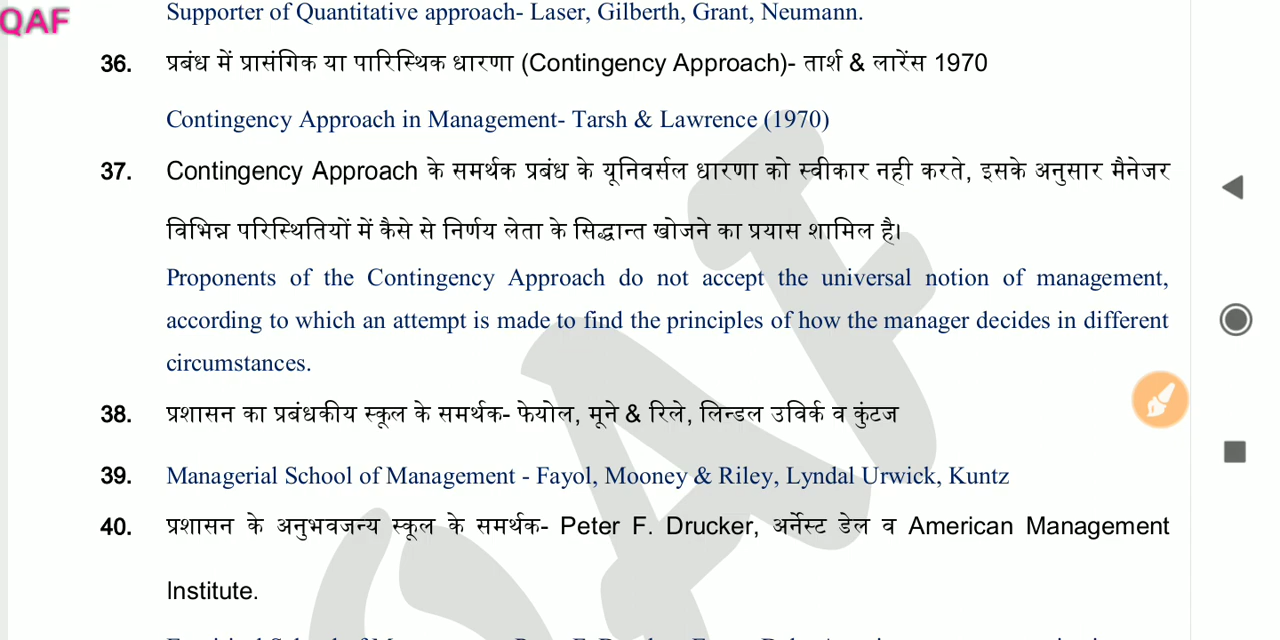 Supporter of Quantitative approach- Laser, Gilberth, Grant, Neumann.
QAF
36. प्रबंध में प्रासंगिक या पारिस्थिक धारणा (Contingency Approach)- तार्श & लारेंस 1970
Contingency Approach in Management- Tarsh & Lawrence (1970)
37. Contingency Approach के समर्थक प्रबंध के यूनिवर्सल धारणा को स्वीकार नही करते, इसके अनुसार मैनेजर
विभिन्न परिस्थितियों में कैसे से निर्णय लेता के सिद्धान्त खोजने का प्रयास शामिल है।
Proponents of the Contingency Approach do not accept the universal notion of management,
according to which an attempt is made to find the principles of how the manager decides in different
circumstances.
38. प्रशासन का प्रबंधकीय स्कूल के समर्थक- फेयोल, मूने & रिले, लिन्डल उविर्क व कुंटज
39. Managerial School of Management - Fayol, Mooney & Riley, Lyndal Urwick, Kuntz
40. प्रशासन के अनुभवजन्य स्कूल के समर्थक- Peter F. Drucker, अर्नेस्ट डेल व American Management
Institute.